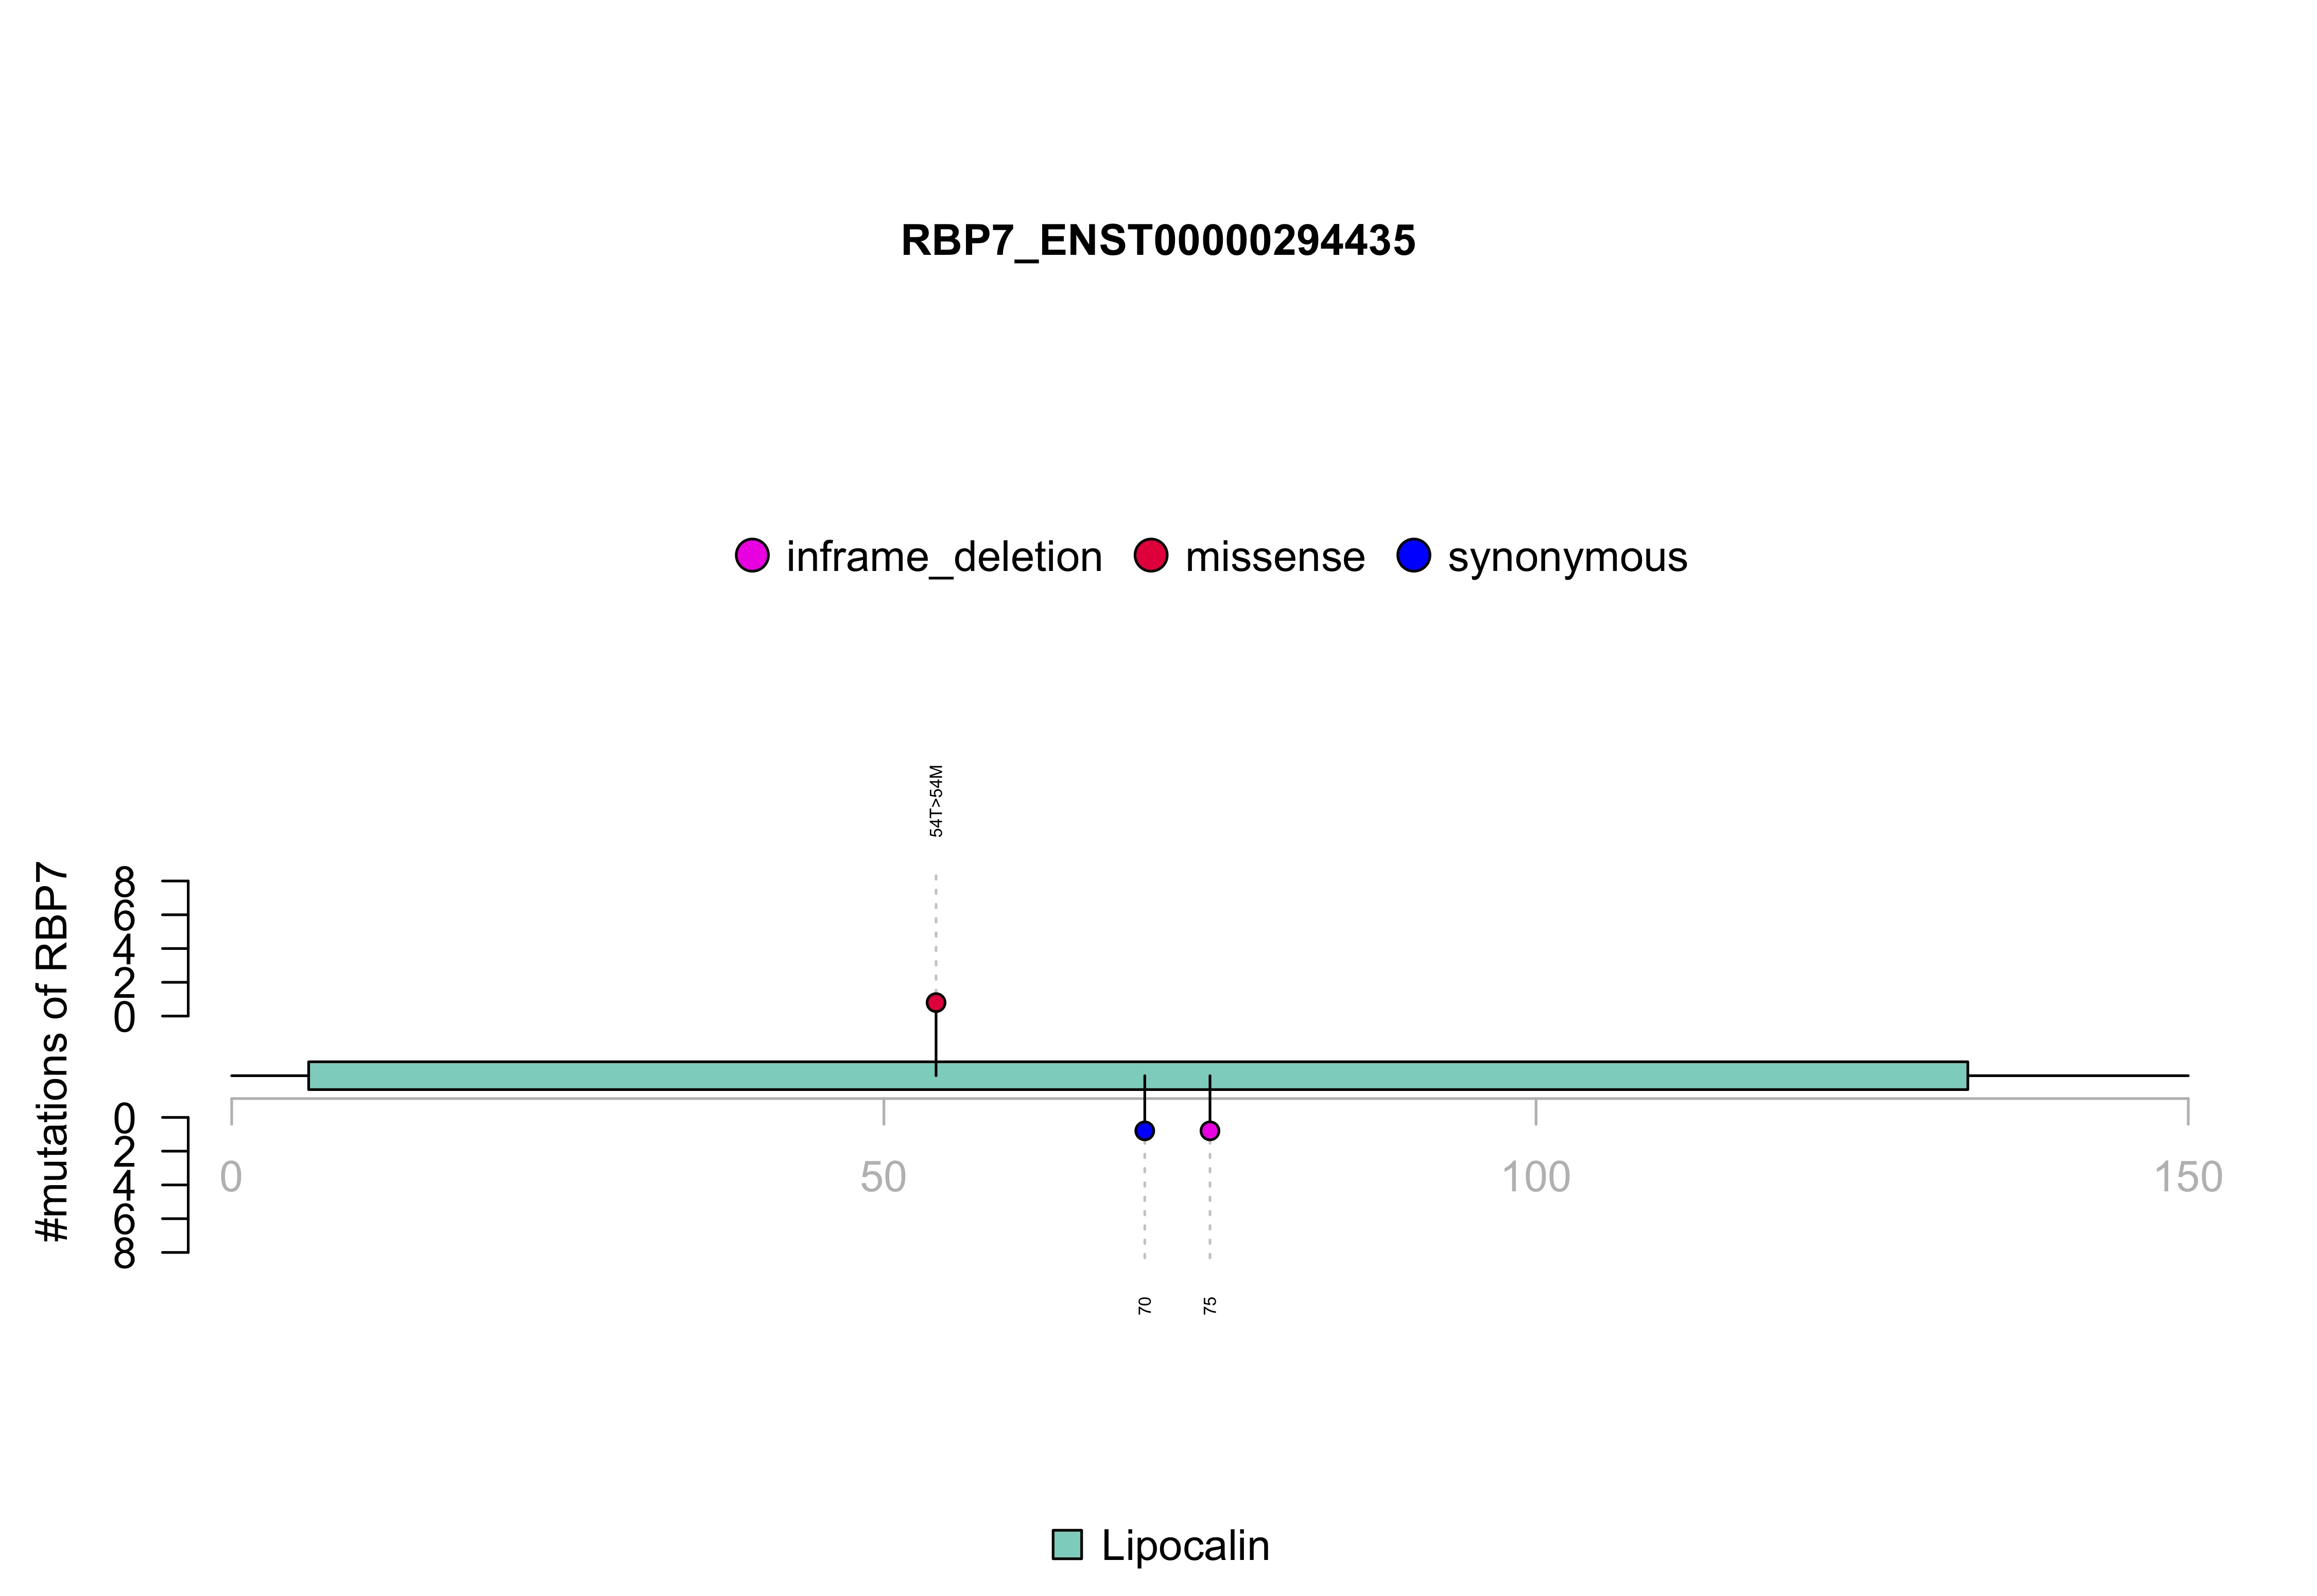 RBP7_ENST00000294435
inframe_deletion missense synonymous
54T>54M
#mutations of RBP7
8
6
4
2
0
0
2
4
6
8
0 50 100 150
70 75
Lipocalin